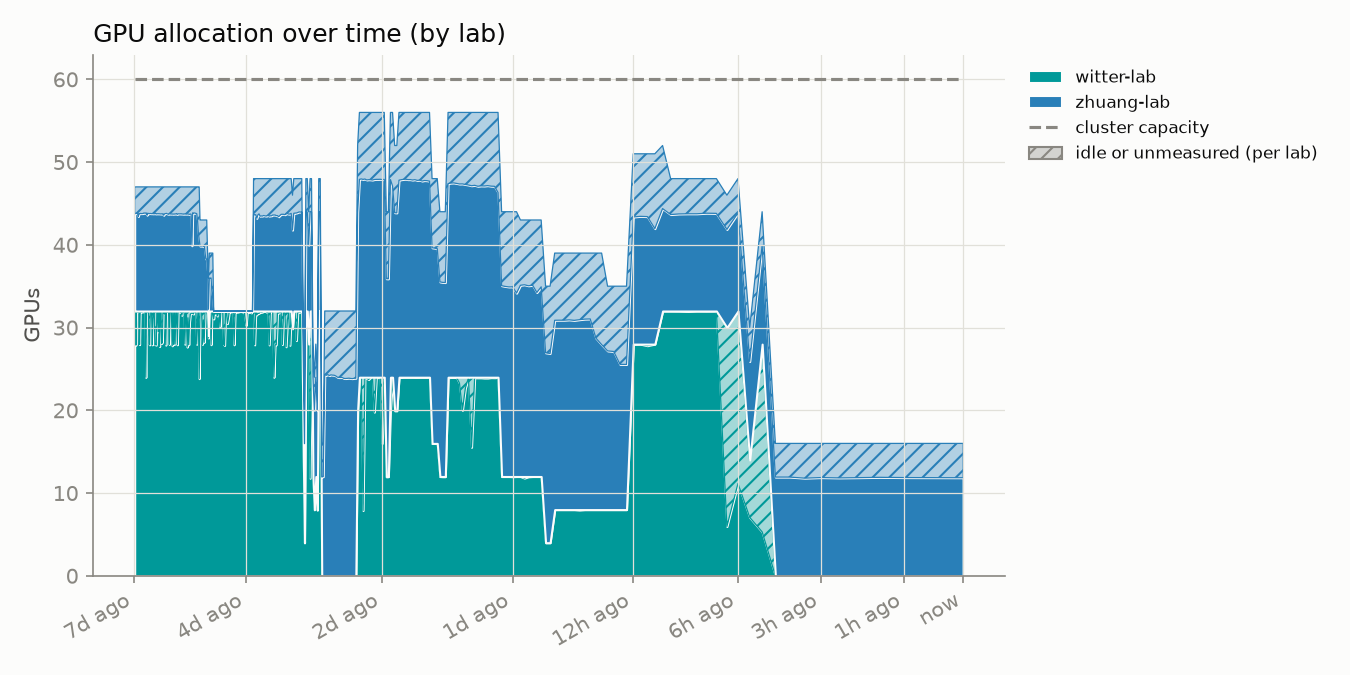 GPU allocation over time (by lab)
witter-lab
zhuang-lab
cluster capacity
idle or unmeasured (per lab)
GPUs
60
50
40
30
20
10
0
7d ago
4d ago
2d ago
1d ago
12h ago
6h ago
3h ago
1h ago
now